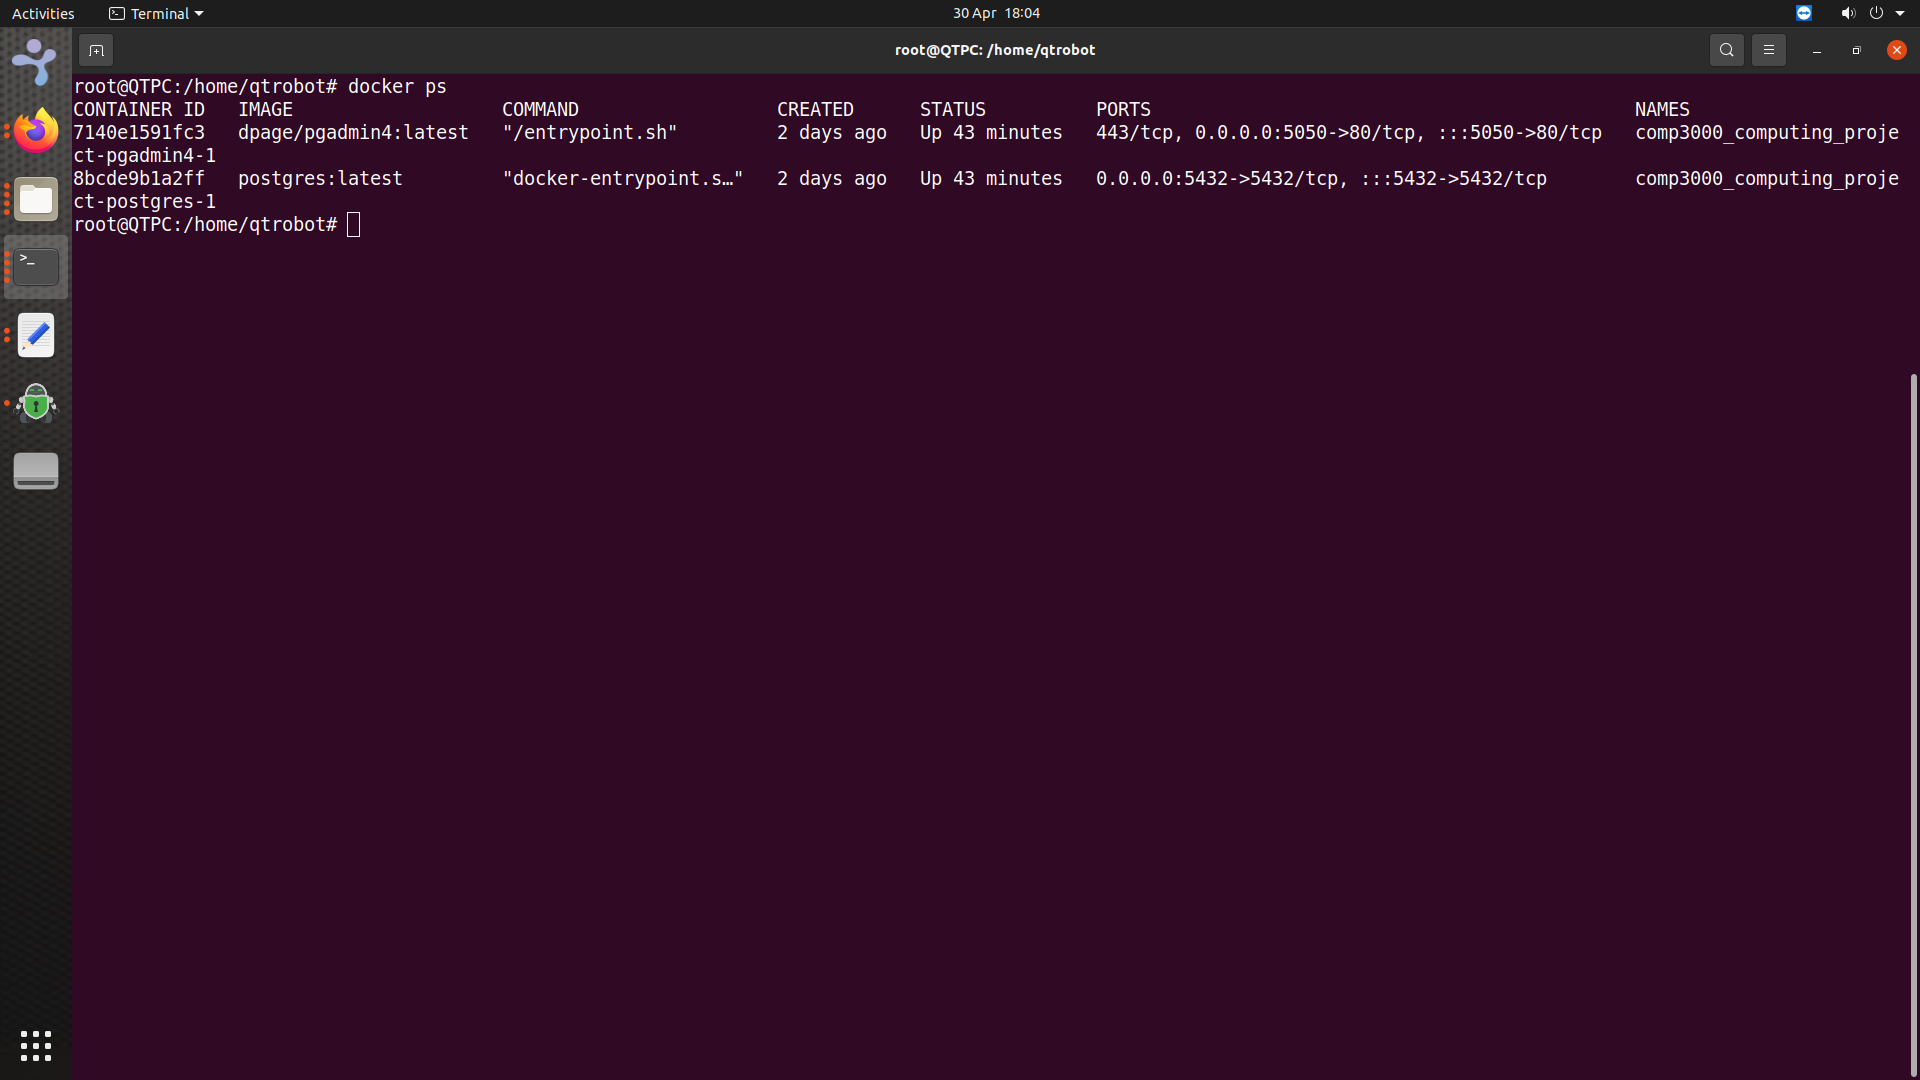 Activities Terminal 30 Apr 18:04
root@QTPC: /home/qtrobot
root@QTPC:/home/qtrobot# docker ps
CONTAINER ID   IMAGE                   COMMAND                  CREATED      STATUS          PORTS                                            NAMES
7140e1591fc3   dpage/pgadmin4:latest   "/entrypoint.sh"         2 days ago   Up 43 minutes   443/tcp, 0.0.0.0:5050->80/tcp, :::5050->80/tcp   comp3000_computing_proje
ct-pgadmin4-1
8bcde9b1a2ff   postgres:latest         "docker-entrypoint.s…"   2 days ago   Up 43 minutes   0.0.0.0:5432->5432/tcp, :::5432->5432/tcp        comp3000_computing_proje
ct-postgres-1
root@QTPC:/home/qtrobot#